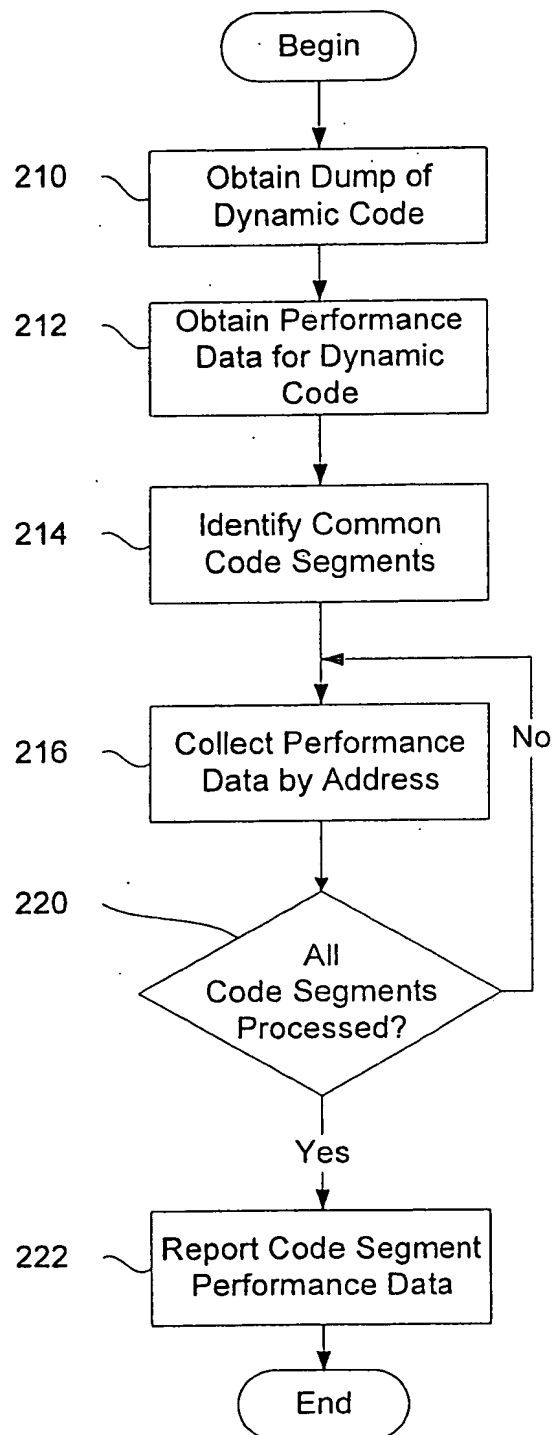 Begin
210
Obtain Dump of
Dynamic Code
212
Obtain Performance
Data for Dynamic
Code
214
Identify Common
Code Segments
216
Collect Performance
Data by Address
No
220
All
Code Segments
Processed?
Yes
222
Report Code Segment
Performance Data
End